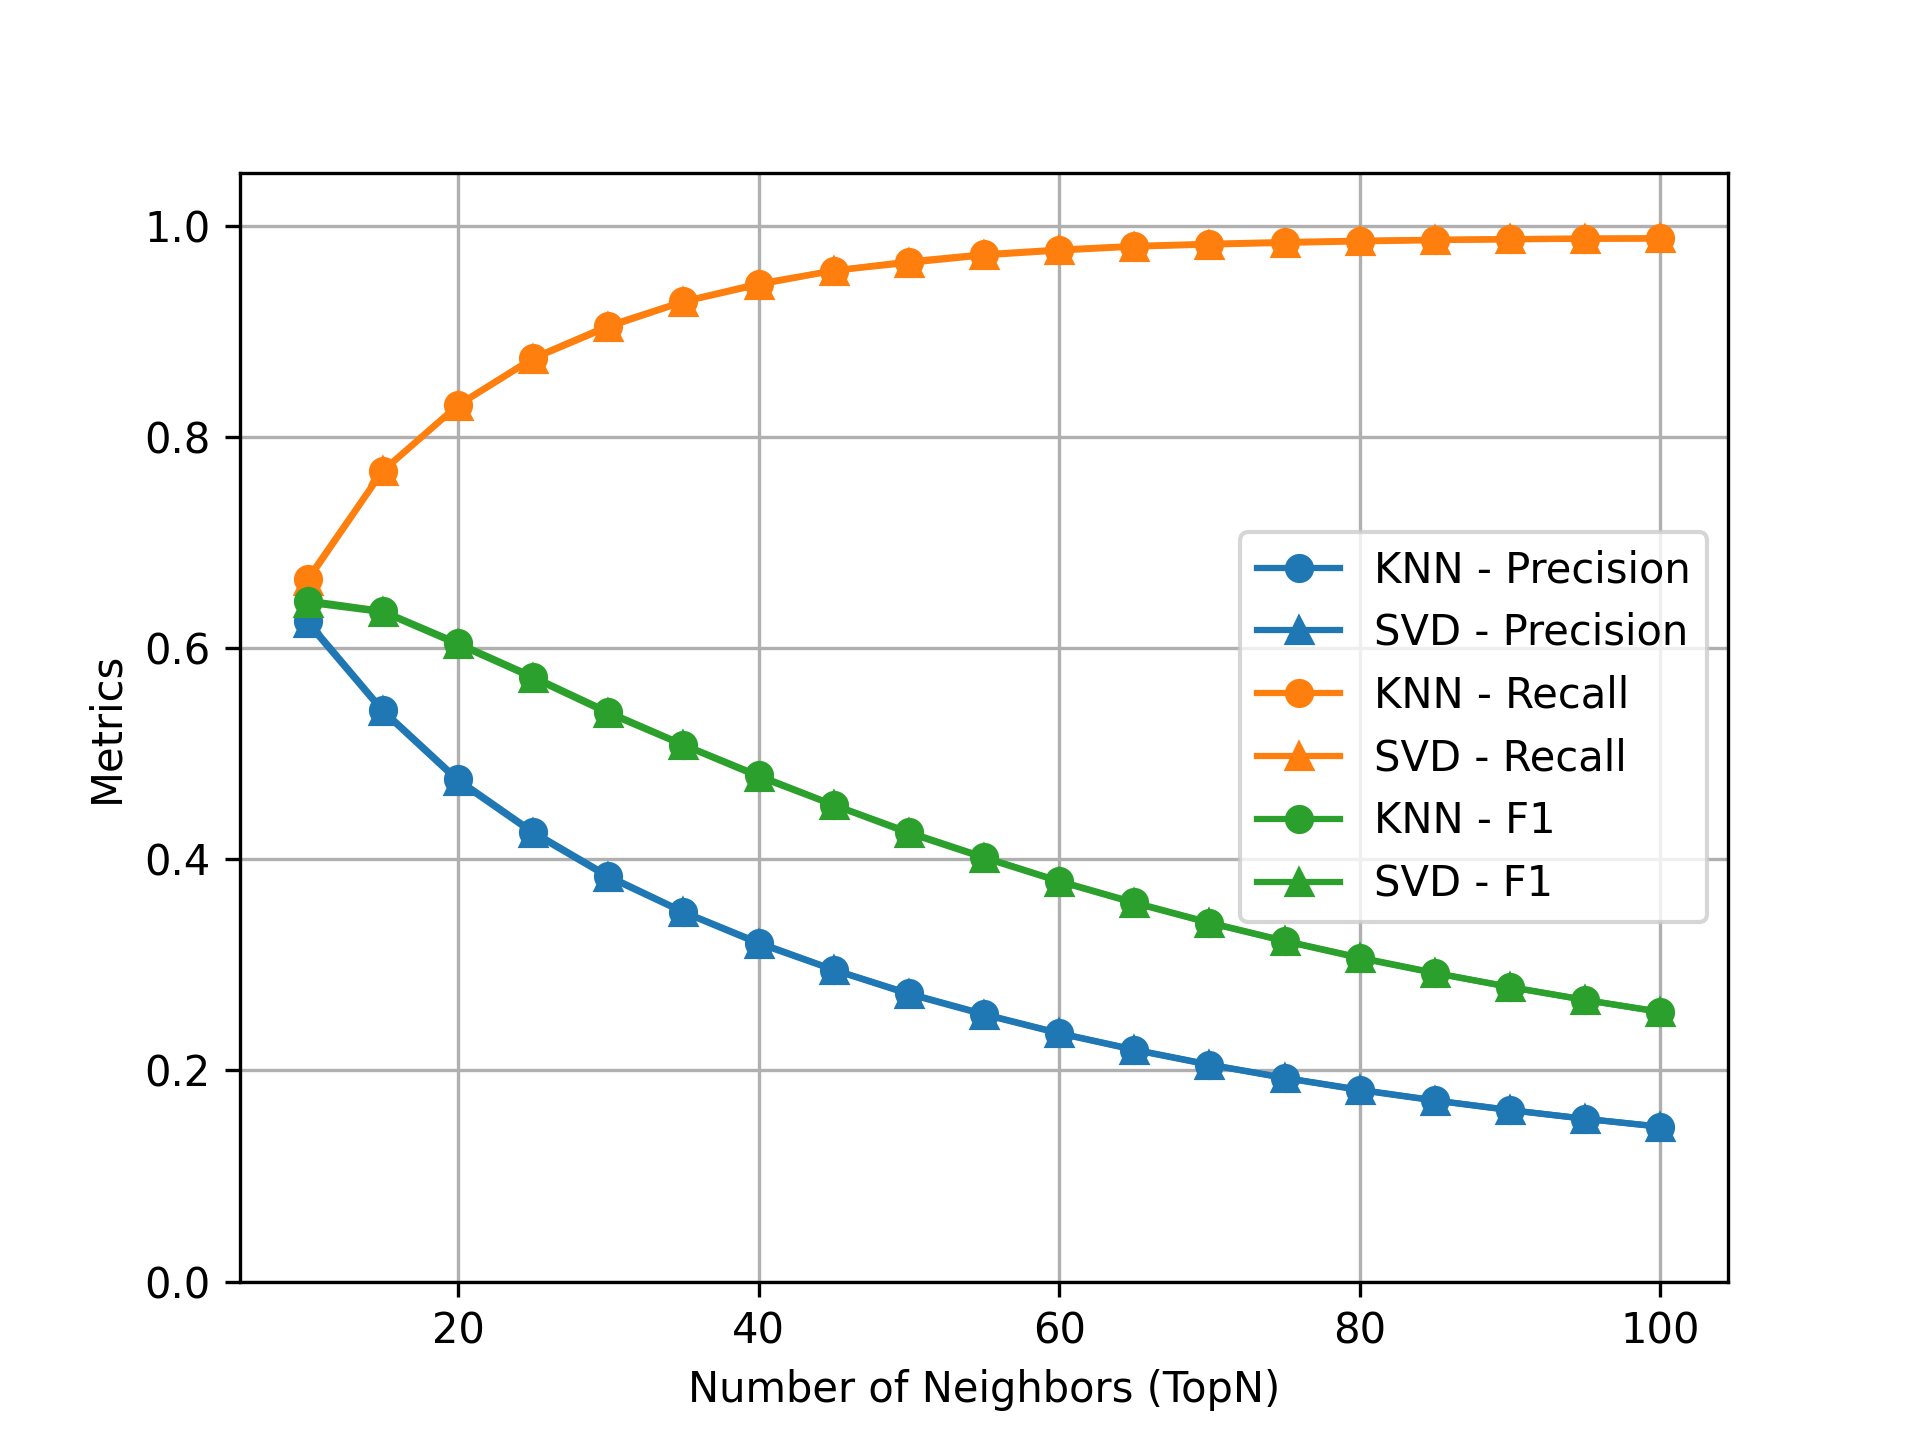 1.0
0.8
0.6
0.4
0.2
0.0
Metrics
20 40 60 80 100
Number of Neighbors (TopN)
KNN - Precision
SVD - Precision
KNN - Recall
SVD - Recall
KNN - F1
SVD - F1